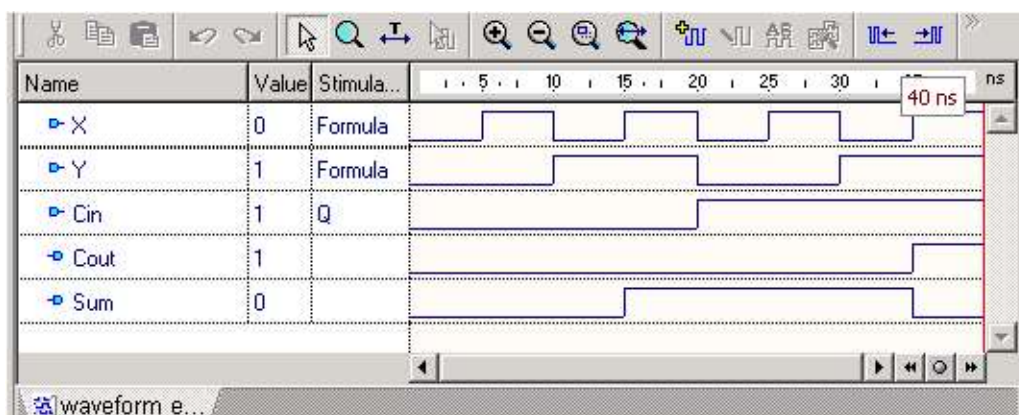 Name Value Stimula... 5 10 15 20 25 30 ns
40 ns
X 0 Formula
Y 1 Formula
Cin 1 Q
Cout 1
Sum 0
waveform e...